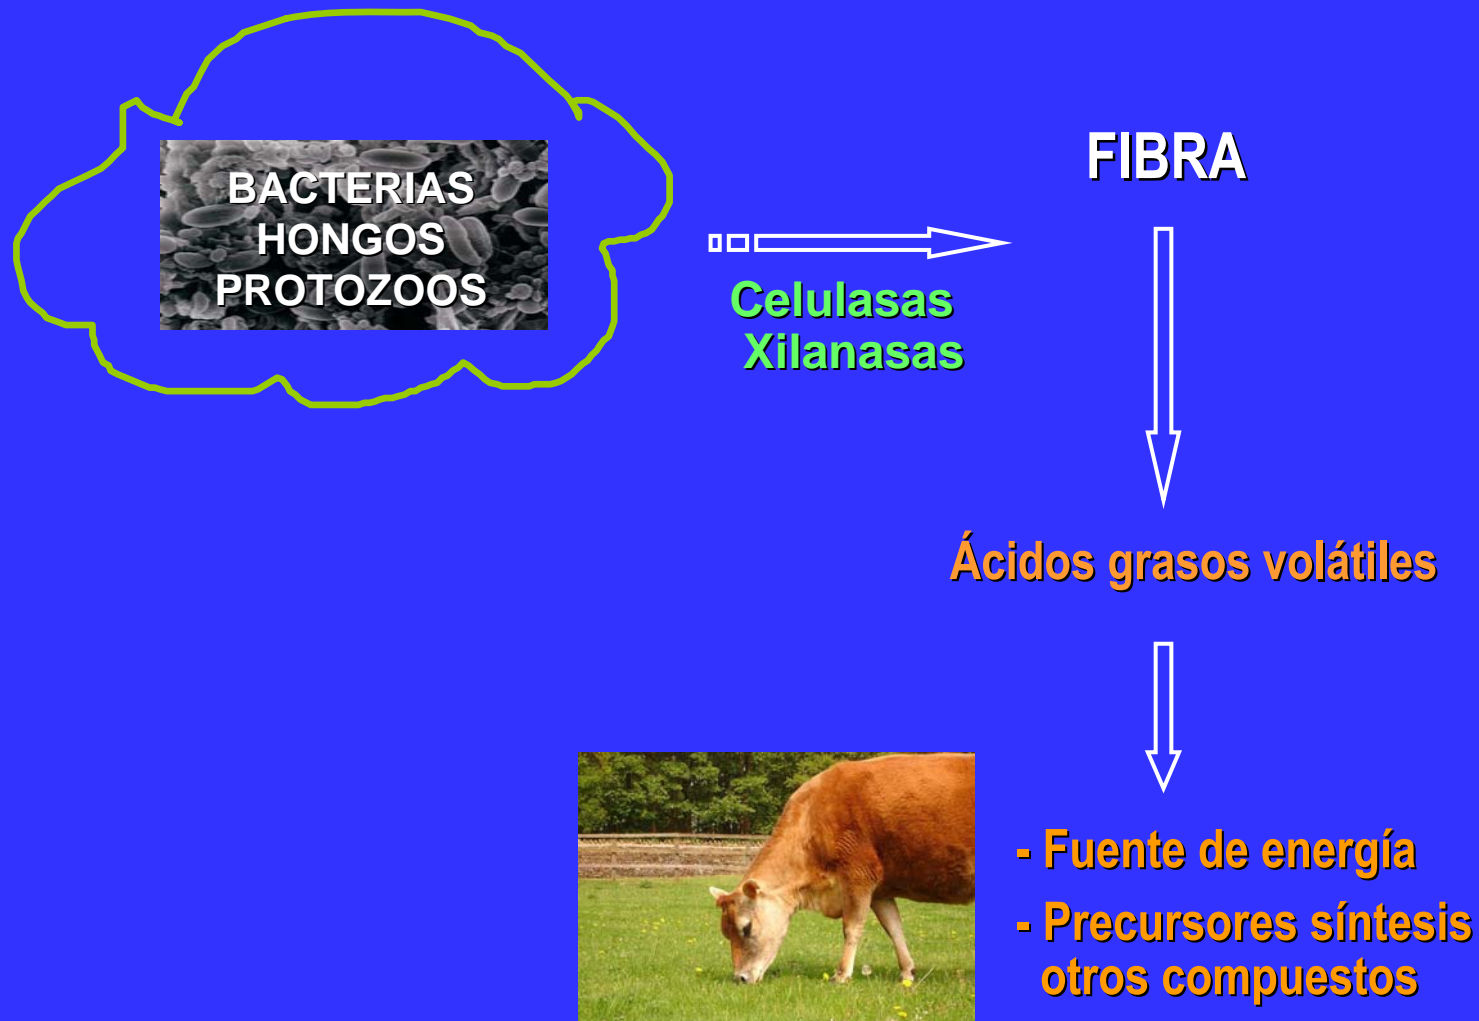 BACTERIAS
HONGOS
PROTOZOOS
Celulasas
Xilanasas
FIBRA
Ácidos grasos volátiles
- Fuente de energía
- Precursores síntesis
otros compuestos